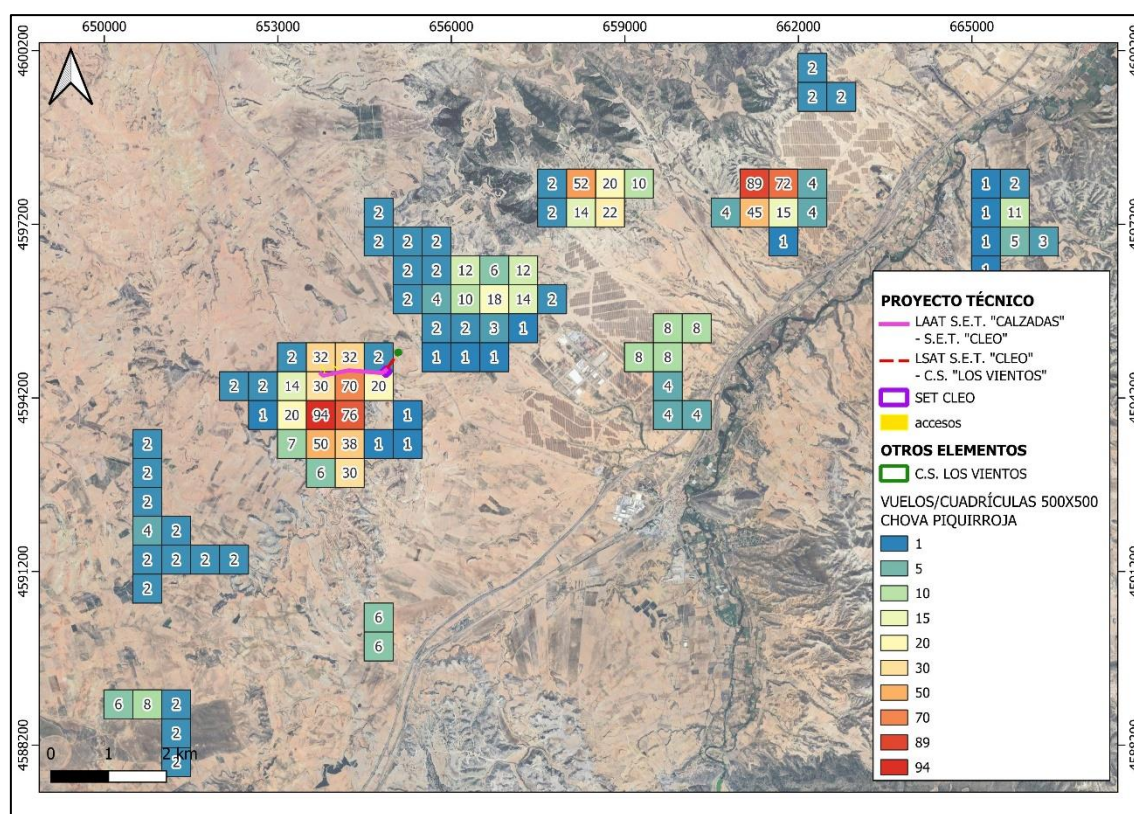 650000 653000 656000 659000 662000 665000
4600200 4600200
2
2 2
2 52 20 10 89 72 4 1 2
2 2 14 22 4 45 15 4 1 11
4597200 4597200
2 2 2 1 1 5 3
2 2 12 6 12 1
2 4 10 18 14 2
2 2 3 1 8 8
2 32 32 2 1 1 1 8 8
2 2 14 30 70 20 4
4594200 4594200
1 20 94 76 1 4 4
7 50 38 1 1
2
6 30
2
2
4 2
2 2 2 2
4591200 4591200
2
6
6
6 8 2
2
4588200 4588200
2
0 1 2 km
PROYECTO TÉCNICO
LAAT S.E.T. "CALZADAS"
- S.E.T. "CLEO"
LSAT S.E.T. "CLEO"
- C.S. "LOS VIENTOS"
SET CLEO
accesos
OTROS ELEMENTOS
C.S. LOS VIENTOS
VUELOS/CUADRÍCULAS 500X500
CHOVA PIQUIRROJA
1
5
10
15
20
30
50
70
89
94